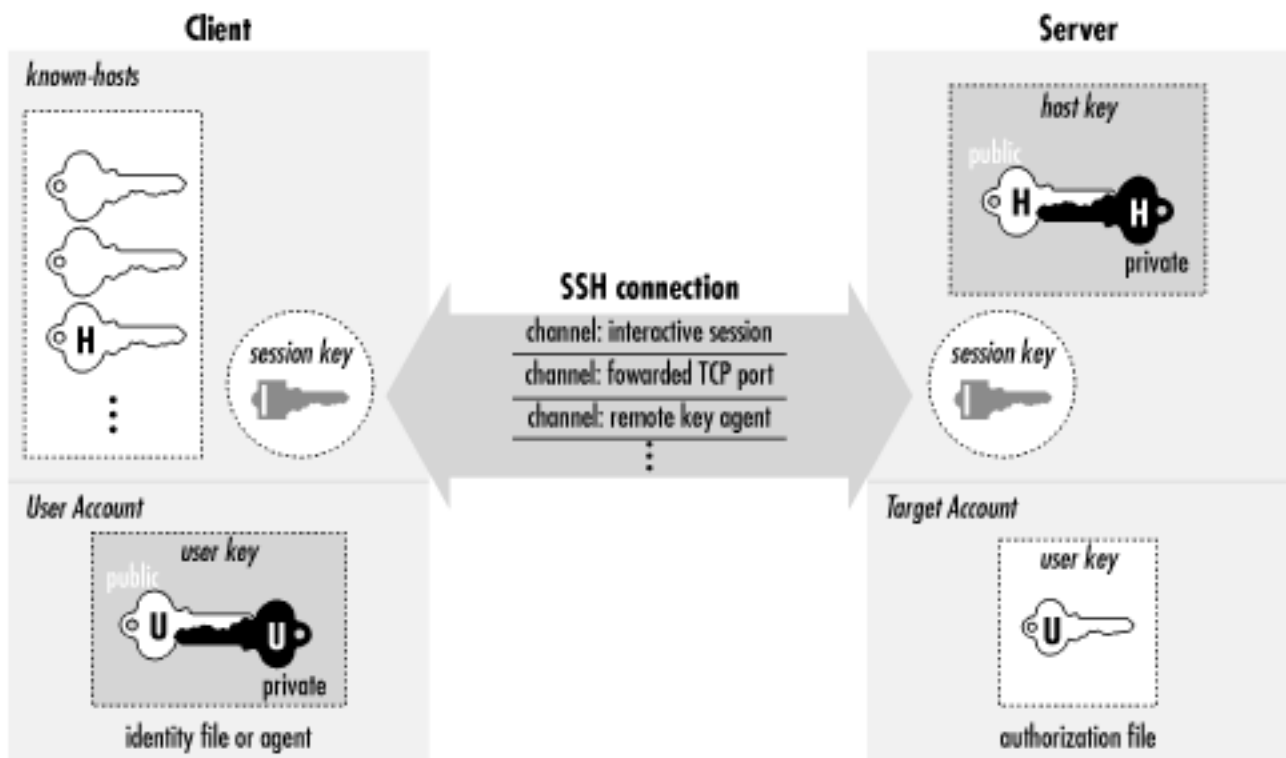 Client
known-hosts
H
session key
User Account
user key
public
U
U
private
identity file or agent
SSH connection
channel: interactive session
channel: fowarded TCP port
channel: remote key agent
Server
host key
public
H
H
private
session key
Target Account
user key
U
authorization file